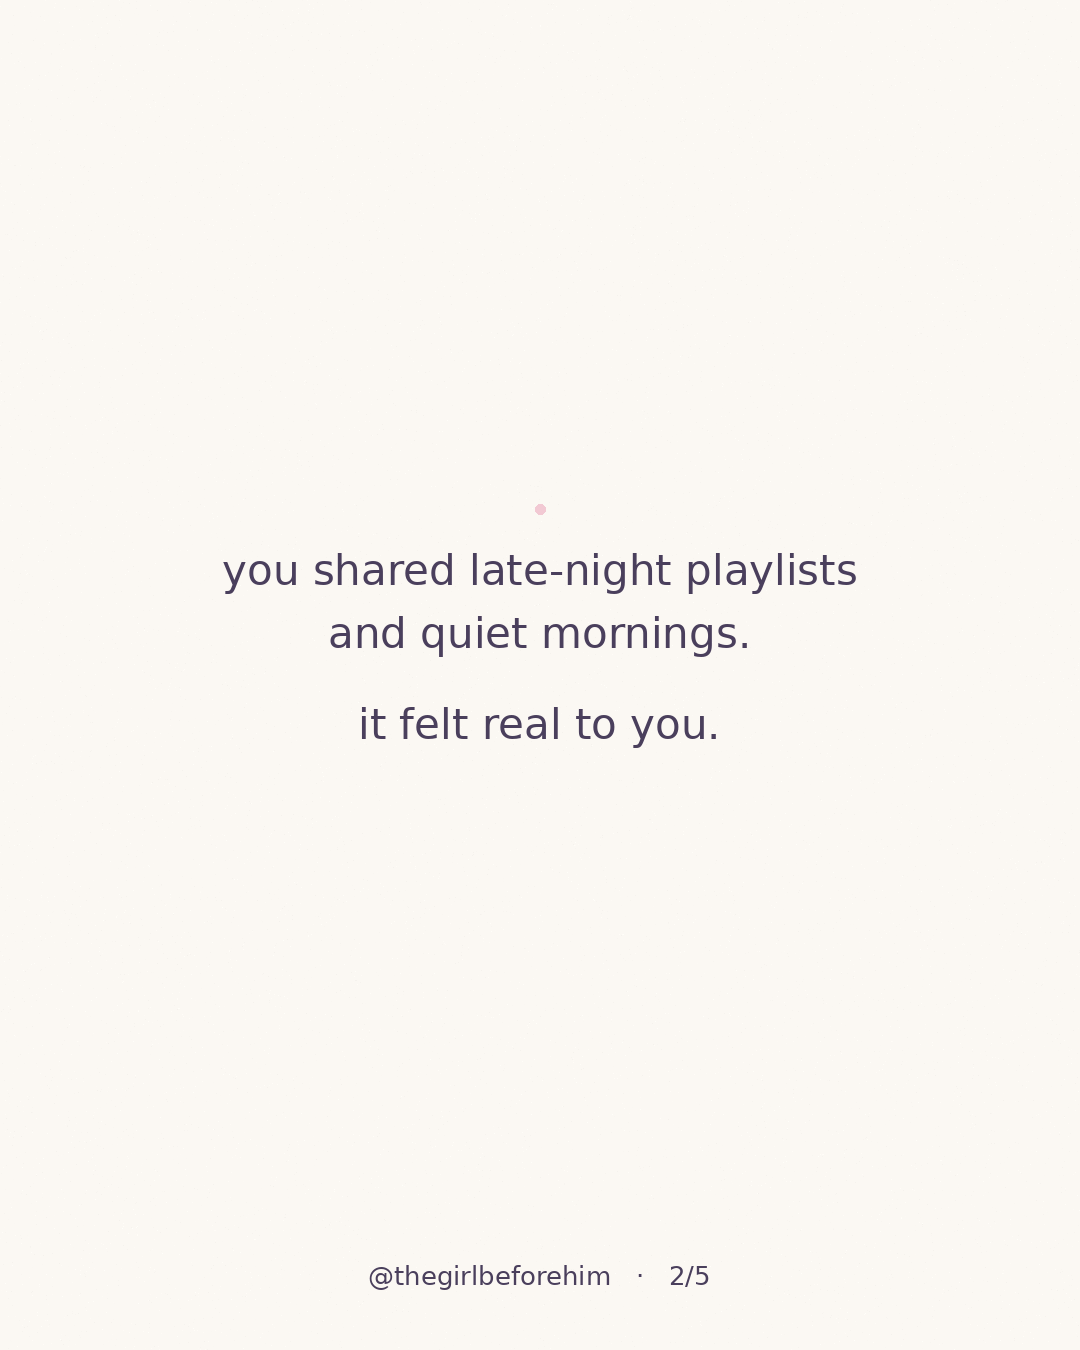 you shared late-night playlists
and quiet mornings.
it felt real to you.
@thegirlbeforehim · 2/5